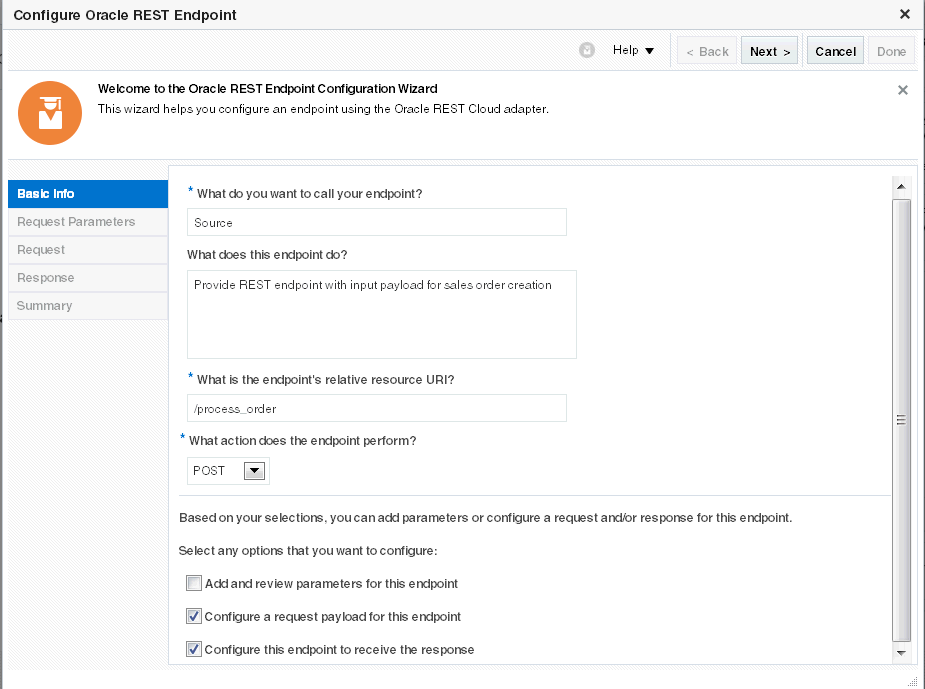 Configure Oracle REST Endpoint
Help
< Back
Next >
Cancel
Done
Welcome to the Oracle REST Endpoint Configuration Wizard
This wizard helps you configure an endpoint using the Oracle REST Cloud adapter.
Basic Info
Request Parameters
Request
Response
Summary
* What do you want to call your endpoint?
Source
What does this endpoint do?
Provide REST endpoint with input payload for sales order creation
* What is the endpoint's relative resource URI?
/process_order
* What action does the endpoint perform?
POST
Based on your selections, you can add parameters or configure a request and/or response for this endpoint.
Select any options that you want to configure:
Add and review parameters for this endpoint
Configure a request payload for this endpoint
Configure this endpoint to receive the response